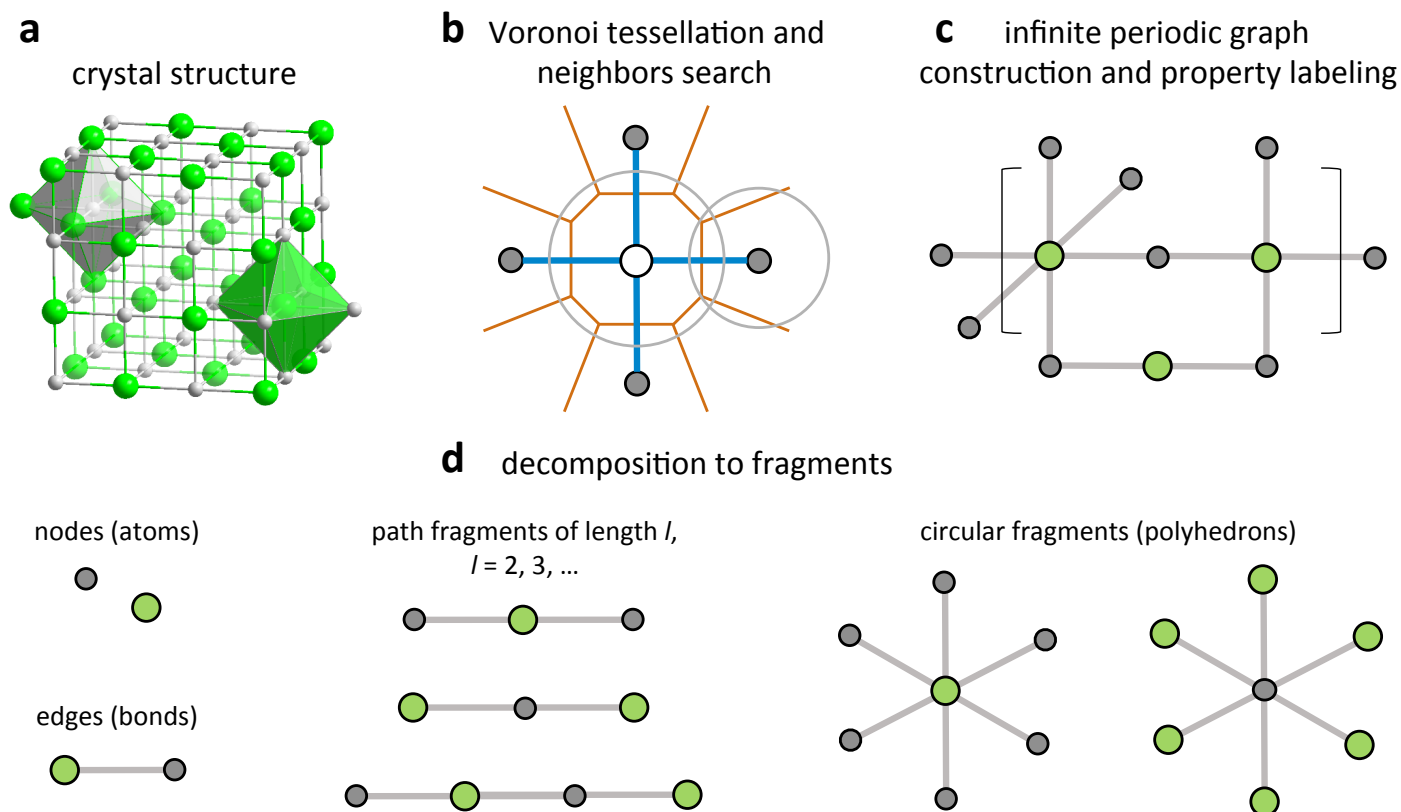 a
crystal structure
b Voronoi tessellation and
neighbors search
c infinite periodic graph
construction and property labeling
d decomposition to fragments
nodes (atoms)
edges (bonds)
path fragments of length l,
l = 2, 3, ...
circular fragments (polyhedrons)